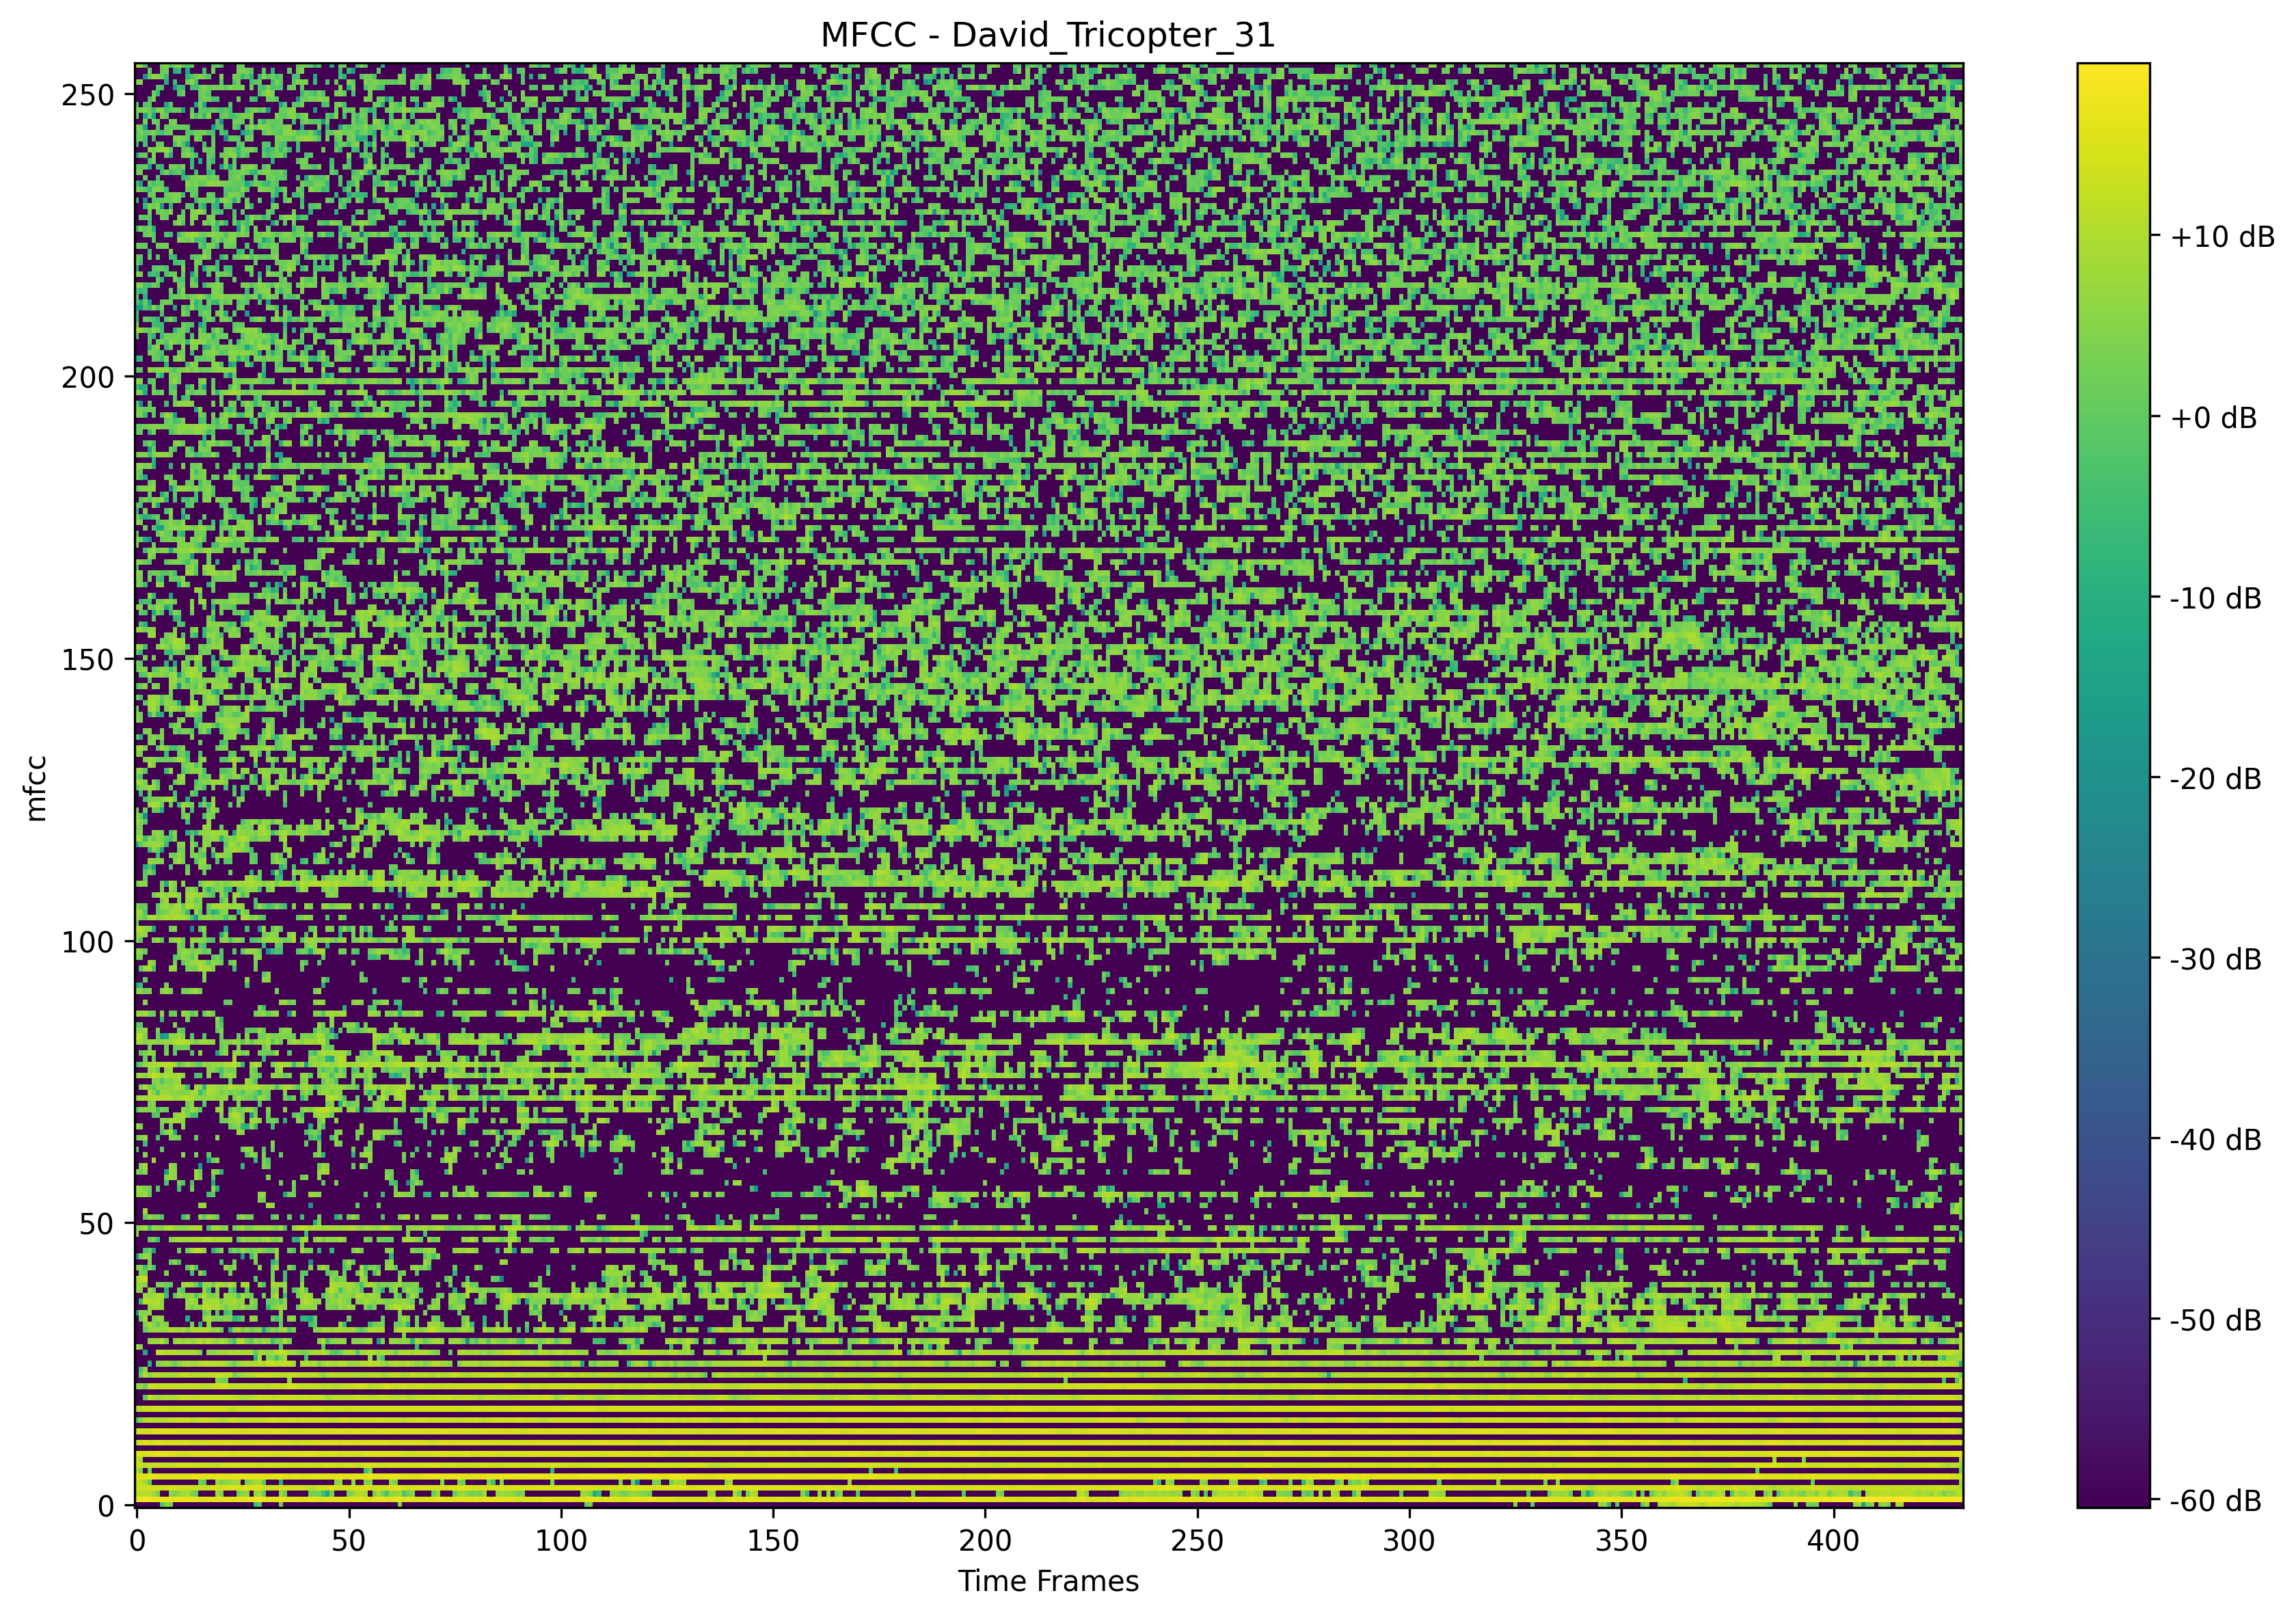 MFCC - David_Tricopter_31
250
200
150
100
50
0
mfcc
0 50 100 150 200 250 300 350 400
Time Frames
+10 dB
+0 dB
-10 dB
-20 dB
-30 dB
-40 dB
-50 dB
-60 dB